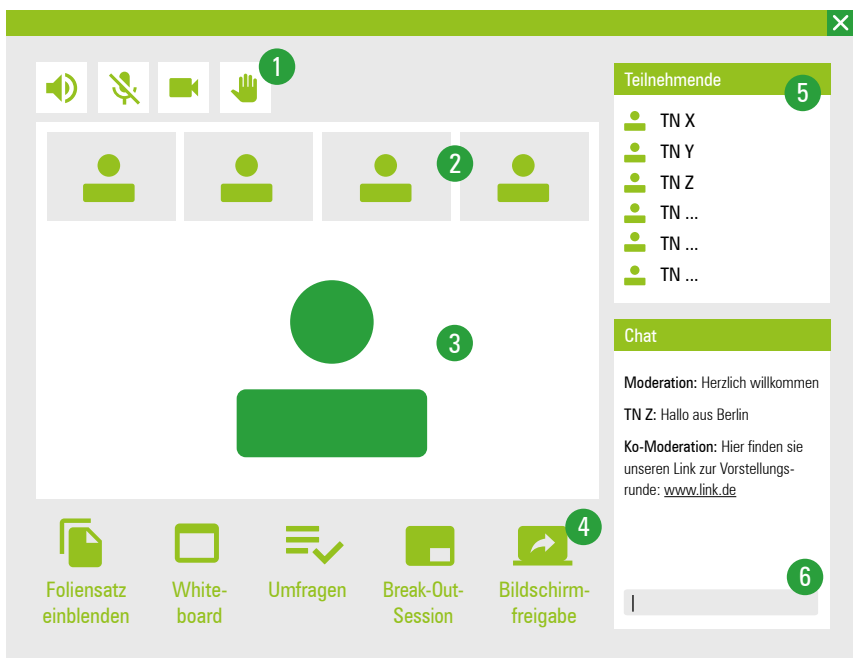 1
2
3
Foliensatz
einblenden
White-
board
Umfragen
Break-Out-
Session
Bildschirm-
freigabe
4
Teilnehmende
5
TN X
TN Y
TN Z
TN ...
TN ...
TN ...
Chat
Moderation: Herzlich willkommen
TN Z: Hallo aus Berlin
Ko-Moderation: Hier finden sie
unseren Link zur Vorstellungs-
runde: www.link.de
6